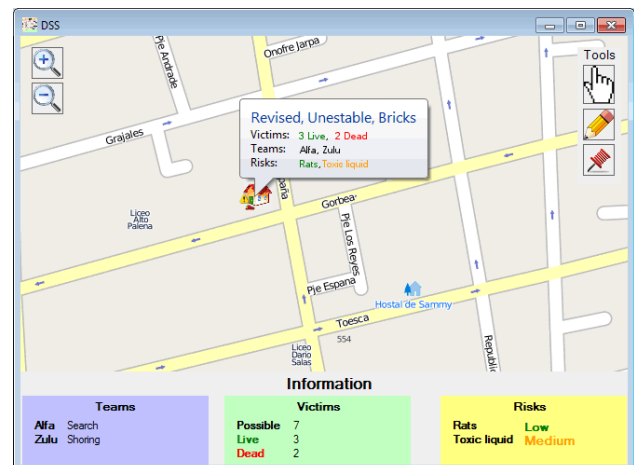 DSS
Tools
Onofre Jarpa
Pje Andrade
Grajales
Revised, Unestable, Bricks
Victims: 3 Live, 2 Dead
Teams: Alfa, Zulu
Risks: Rats, Toxic liquid
España
Gorbea
Liceo
Alto
Palena
Pje Los Reyes
Pje Espana
Hostal de Sammy
Toesca
554
Liceo
Dario
Salas
Republic
Information
Teams
Alfa Search
Zulu Shoring
Victims
Possible 7
Live 3
Dead 2
Risks
Rats Low
Toxic liquid Medium